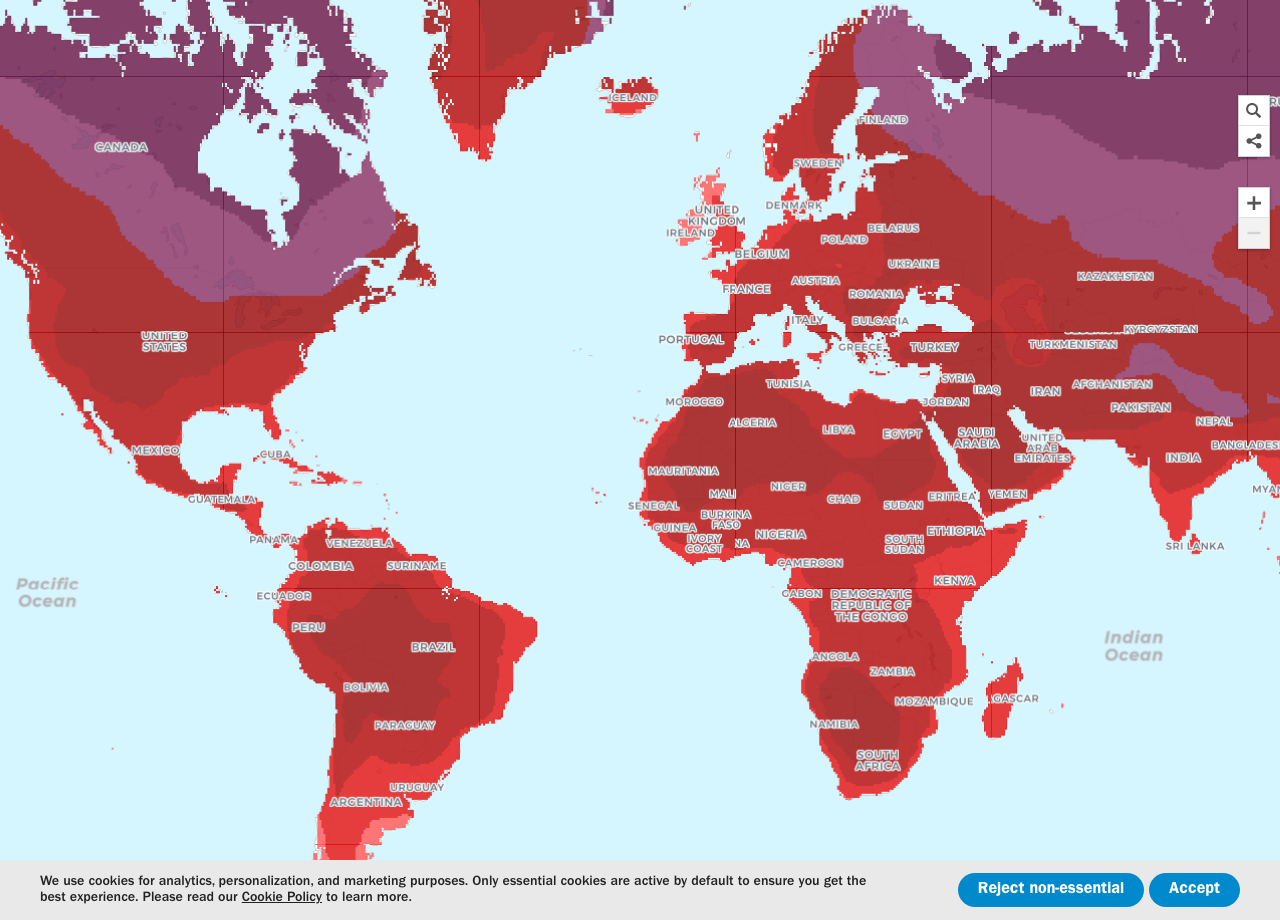 ICELAND
CANADA
FINLAND
SWEDEN
UNITED
KINGDOM
DENMARK
IRELAND
BELARUS
POLAND
BELGIUM
UKRAINE
KAZAKHSTAN
AUSTRIA
FRANCE
ROMANIA
ITALY
BULGARIA
KYRGYZSTAN
UNITED
STATES
PORTUGAL
GREECE
TURKEY
TURKMENISTAN
TUNISIA
SYRIA
IRAQ
IRAN
AFGHANISTAN
MOROCCO
JORDAN
PAKISTAN
ALGERIA
LIBYA
EGYPT
SAUDI
ARABIA
NEPAL
MEXICO
CUBA
UNITED
ARAB
EMIRATES
INDIA
BANGLADESH
MAURITANIA
NIGER
MALI
CHAD
ERITREA
YEMEN
MYAN
GUATEMALA
SENEGAL
SUDAN
BURKINA
FASO
GUINEA
IVORY
COAST
NA
NIGERIA
ETHIOPIA
PANAMA
VENEZUELA
SOUTH
SUDAN
SRI LANKA
COLOMBIA
SURINAME
CAMEROON
KENYA
Pacific
Ocean
ECUADOR
GABON
DEMOCRATIC
REPUBLIC OF
THE CONGO
PERU
BRAZIL
Indian
Ocean
ANGOLA
ZAMBIA
BOLIVIA
MOZAMBIQUE
GASCAR
PARAGUAY
NAMIBIA
SOUTH
AFRICA
URUGUAY
ARGENTINA
We use cookies for analytics, personalization, and marketing purposes. Only essential cookies are active by default to ensure you get the
best experience. Please read our Cookie Policy to learn more.
Reject non-essential
Accept